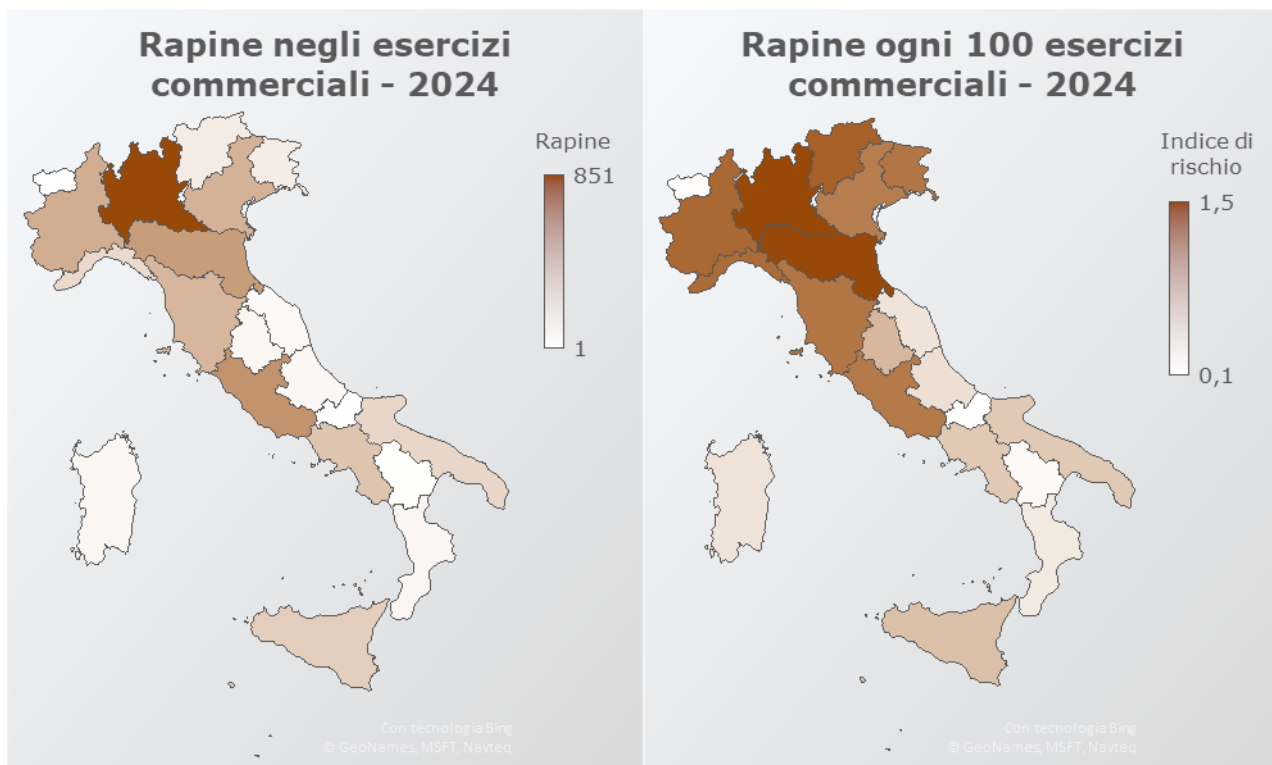 Rapine negli esercizi
commerciali - 2024
Rapine
851
1
Con tecnologia Bing
© GeoNames, MSFT, Navteq
Rapine ogni 100 esercizi
commerciali - 2024
Indice di
rischio
1,5
0,1
Con tecnologia Bing
© GeoNames, MSFT, Navteq